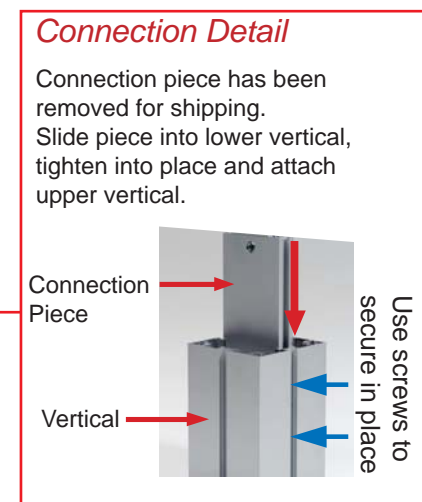 Connection Detail
Connection piece has been
removed for shipping.
Slide piece into lower vertical,
tighten into place and attach
upper vertical.
Connection
Piece
Vertical
Use screws to
secure in place